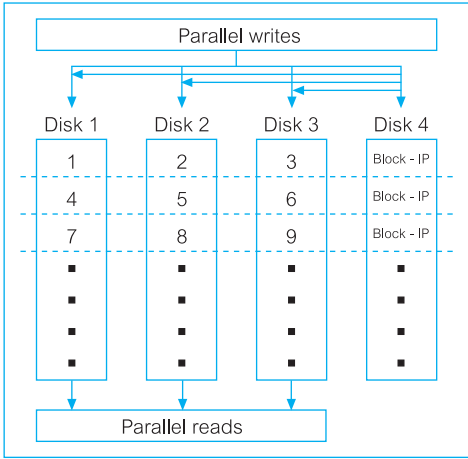 Parallel writes
Disk 1 Disk 2 Disk 3 Disk 4
1 2 3 Block - IP
4 5 6 Block - IP
7 8 9 Block - IP
Parallel reads